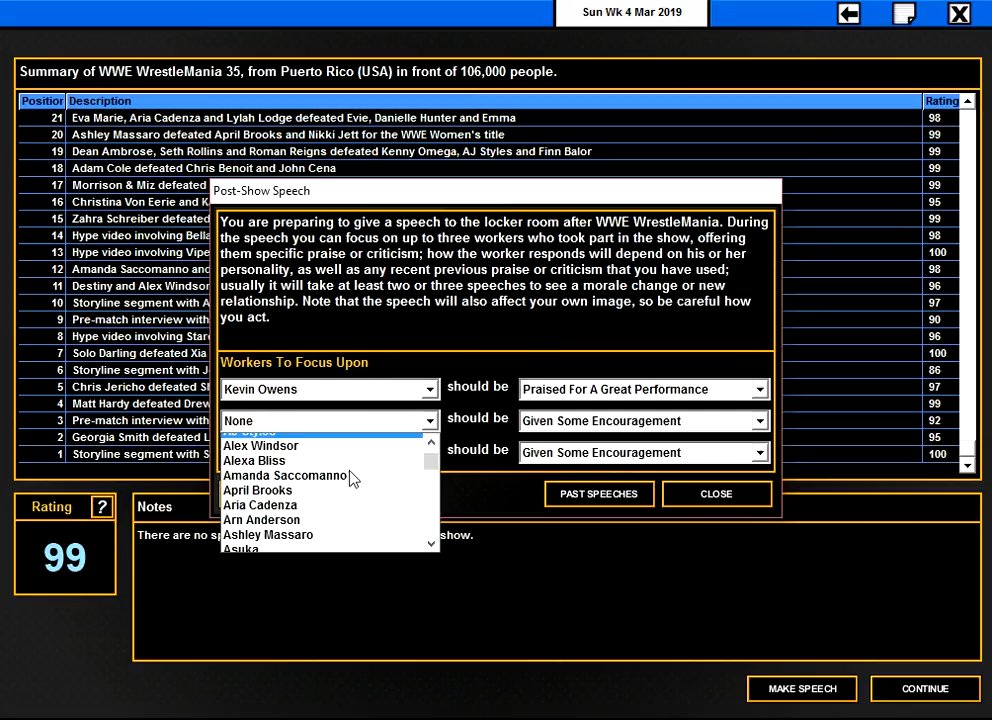 Sun Wk 4 Mar 2019
Summary of WWE WrestleMania 35, from Puerto Rico (USA) in front of 106,000 people.
Position Description Rating
21 Eva Marie, Aria Cadenza and Lylah Lodge defeated Evie, Danielle Hunter and Emma 98
20 Ashley Massaro defeated April Brooks and Nikki Jett for the WWE Women's title 99
19 Dean Ambrose, Seth Rollins and Roman Reigns defeated Kenny Omega, AJ Styles and Finn Balor 99
18 Adam Cole defeated Chris Benoit and John Cena 99
17 Morrison & Miz defeated 99
16 Christina Von Eerie and K 95
15 Zahra Schreiber defeated 99
14 Hype video involving Bella 98
13 Hype video involving Vipe 100
12 Amanda Saccomanno and 98
11 Destiny and Alex Windsor 96
10 Storyline segment with A 97
9 Pre-match interview with 90
8 Hype video involving Star 96
7 Solo Darling defeated Xia 100
6 Storyline segment with J 86
5 Chris Jericho defeated S 97
4 Matt Hardy defeated Drew 99
3 Pre-match interview with 92
2 Georgia Smith defeated L 95
1 Storyline segment with S 100
Post-Show Speech
You are preparing to give a speech to the locker room after WWE WrestleMania. During
the speech you can focus on up to three workers who took part in the show, offering
them specific praise or criticism; how the worker responds will depend on his or her
personality, as well as any recent previous praise or criticism that you have used;
usually it will take at least two or three speeches to see a morale change or new
relationship. Note that the speech will also affect your own image, so be careful how
you act.
Workers To Focus Upon
Kevin Owens should be Praised For A Great Performance
None should be Given Some Encouragement
should be Given Some Encouragement
Alex Windsor
Alexa Bliss
Amanda Saccomanno
April Brooks
Aria Cadenza
Arn Anderson
Ashley Massaro
Asuka
PAST SPEECHES CLOSE
Rating ?
99
Notes
There are no sp show.
MAKE SPEECH CONTINUE